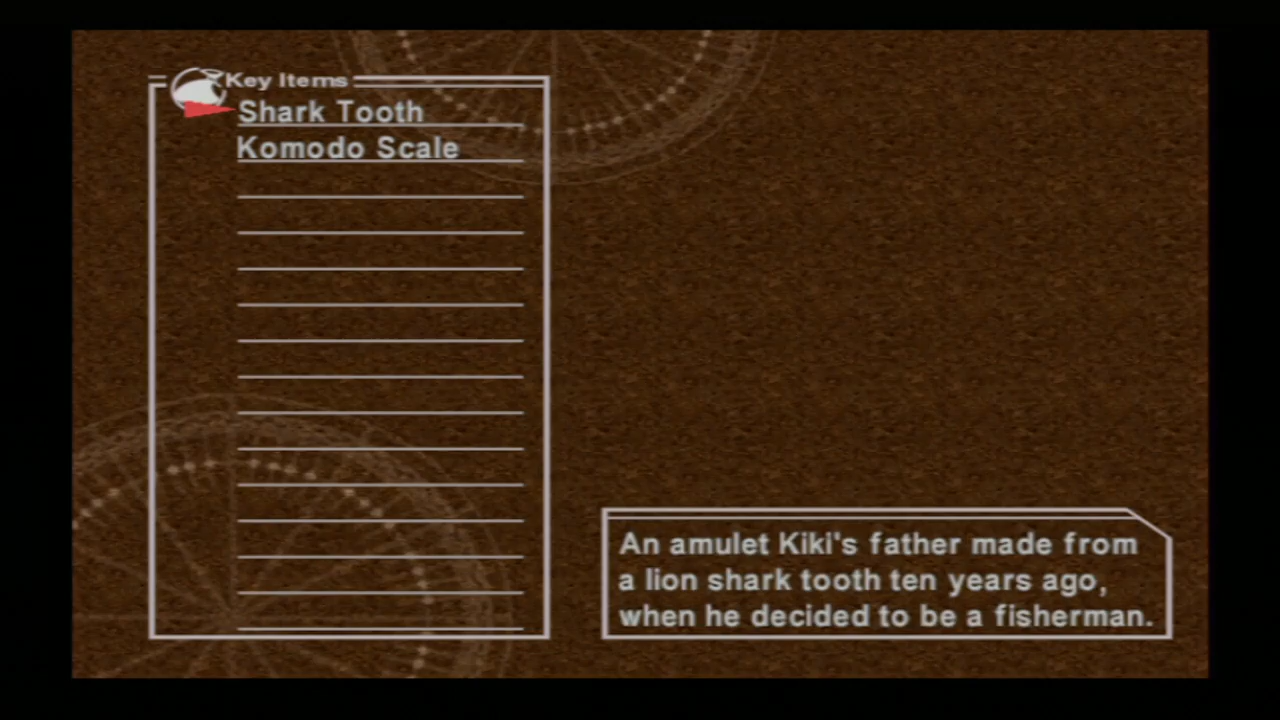 Key Items
Shark Tooth
Komodo Scale
An amulet Kiki's father made from
a lion shark tooth ten years ago,
when he decided to be a fisherman.